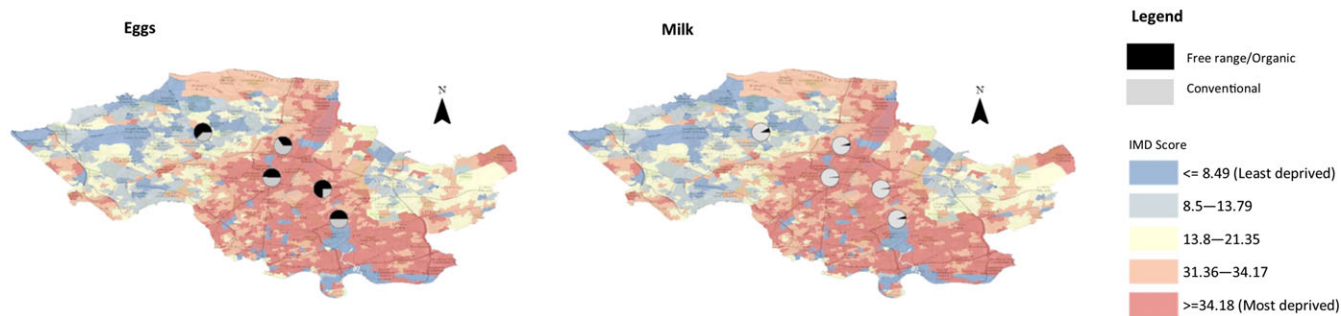 Eggs
Milk
Legend
Free range/Organic
Conventional
N
N
IMD Score
<= 8.49 (Least deprived)
8.5—13.79
13.8—21.35
31.36—34.17
>=34.18 (Most deprived)